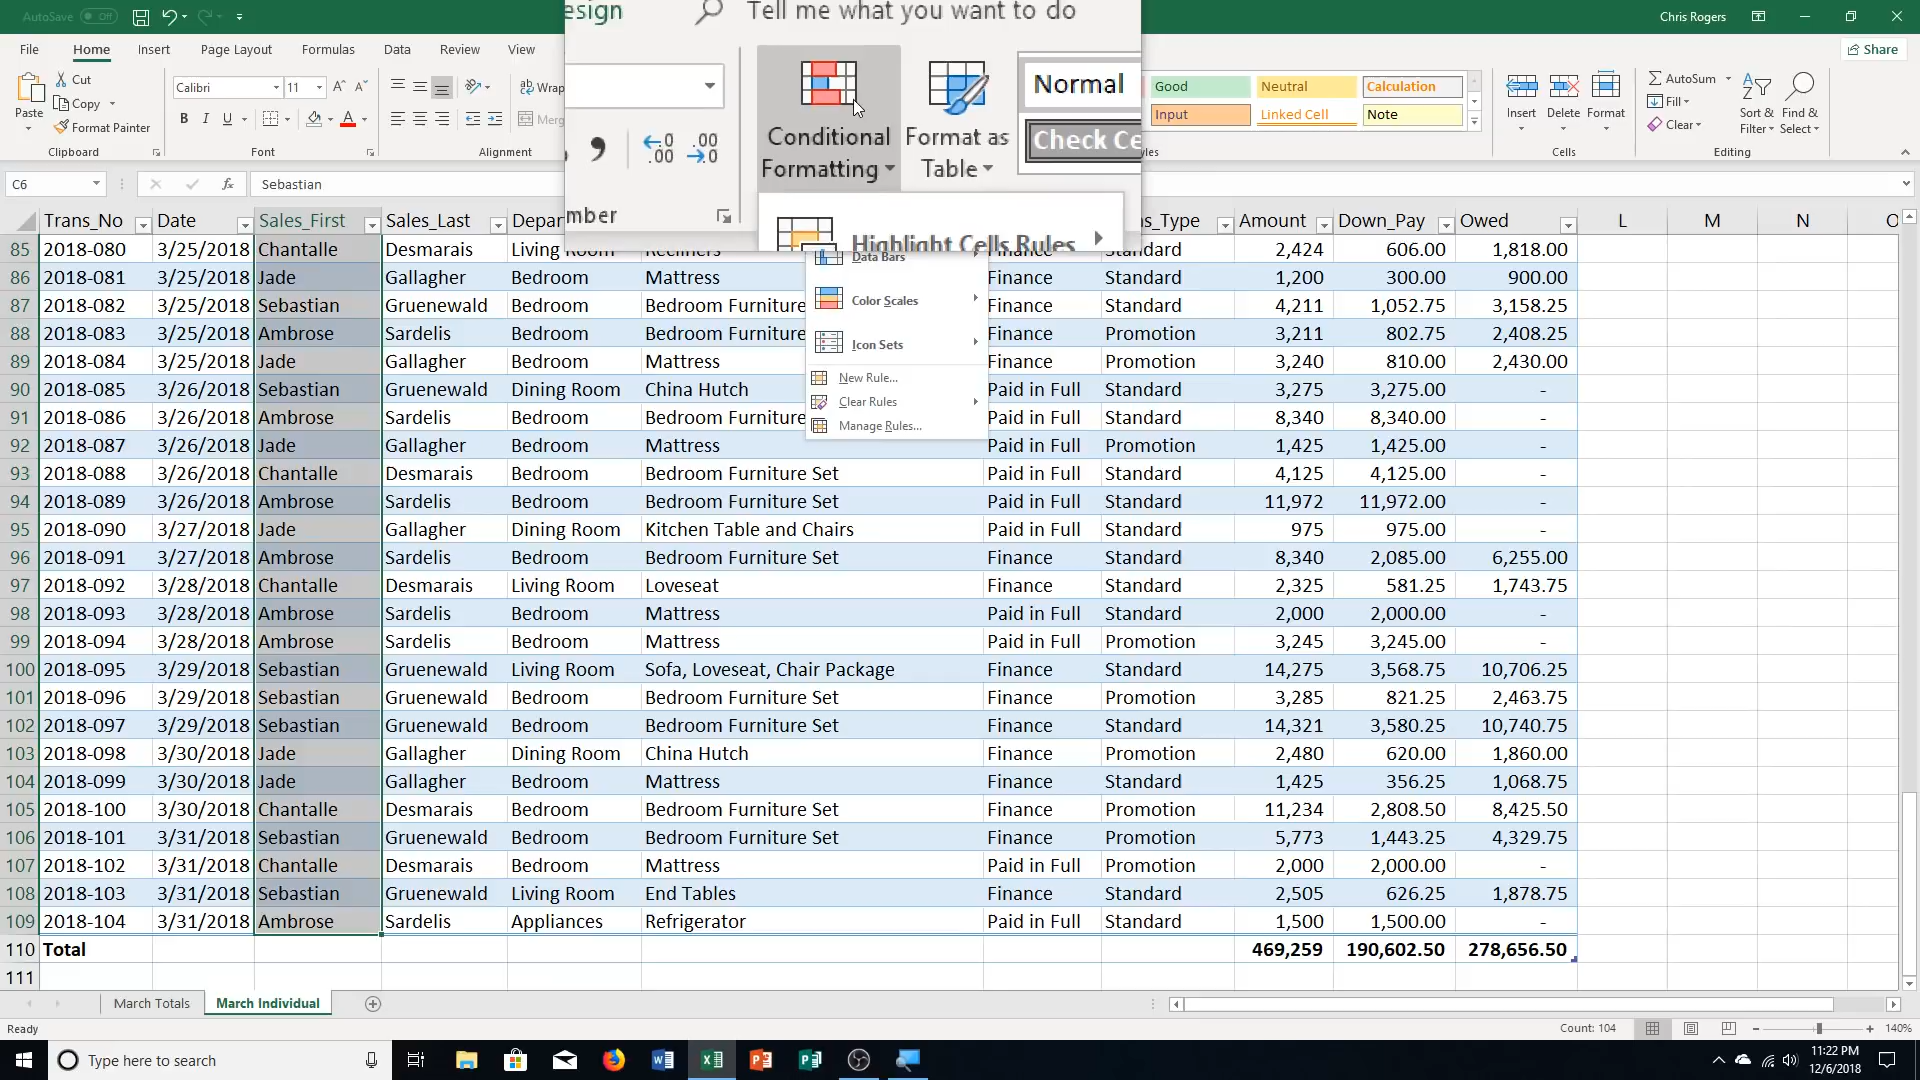 AutoSave Off
Chris Rogers
File Home Insert Page Layout Formulas Data Review View
esign Tell me what you want to do
Share
Paste Cut Copy Format Painter
Clipboard
Calibri 11
B I U
Font
Wrap
Merg
Alignment
mber
Conditional Formatting
Format as Table
Normal
Check Ce
Good Neutral Calculation
Input Linked Cell Note
les
Insert Delete Format
Cells
AutoSum
Fill
Clear
Sort & Filter
Find & Select
Editing
C6 fx Sebastian
Highlight Cells Rules
Data Bars
Color Scales
Icon Sets
New Rule...
Clear Rules
Manage Rules...
Trans_No Date Sales_First Sales_Last Depar s_Type Amount Down_Pay Owed L M N O
85 2018-080 3/25/2018 Chantalle Desmarais Living Room Recliners Finance Standard 2,424 606.00 1,818.00
86 2018-081 3/25/2018 Jade Gallagher Bedroom Mattress Finance Standard 1,200 300.00 900.00
87 2018-082 3/25/2018 Sebastian Gruenewald Bedroom Bedroom Furniture Finance Standard 4,211 1,052.75 3,158.25
88 2018-083 3/25/2018 Ambrose Sardelis Bedroom Bedroom Furniture Finance Promotion 3,211 802.75 2,408.25
89 2018-084 3/25/2018 Jade Gallagher Bedroom Mattress Finance Promotion 3,240 810.00 2,430.00
90 2018-085 3/26/2018 Sebastian Gruenewald Dining Room China Hutch Paid in Full Standard 3,275 3,275.00 -
91 2018-086 3/26/2018 Ambrose Sardelis Bedroom Bedroom Furniture Paid in Full Standard 8,340 8,340.00 -
92 2018-087 3/26/2018 Jade Gallagher Bedroom Mattress Paid in Full Promotion 1,425 1,425.00 -
93 2018-088 3/26/2018 Chantalle Desmarais Bedroom Bedroom Furniture Set Paid in Full Standard 4,125 4,125.00 -
94 2018-089 3/26/2018 Ambrose Sardelis Bedroom Bedroom Furniture Set Paid in Full Standard 11,972 11,972.00 -
95 2018-090 3/27/2018 Jade Gallagher Dining Room Kitchen Table and Chairs Paid in Full Standard 975 975.00 -
96 2018-091 3/27/2018 Ambrose Sardelis Bedroom Bedroom Furniture Set Finance Standard 8,340 2,085.00 6,255.00
97 2018-092 3/28/2018 Chantalle Desmarais Living Room Loveseat Finance Standard 2,325 581.25 1,743.75
98 2018-093 3/28/2018 Ambrose Sardelis Bedroom Mattress Paid in Full Standard 2,000 2,000.00 -
99 2018-094 3/28/2018 Ambrose Sardelis Bedroom Mattress Paid in Full Promotion 3,245 3,245.00 -
100 2018-095 3/29/2018 Sebastian Gruenewald Living Room Sofa, Loveseat, Chair Package Finance Standard 14,275 3,568.75 10,706.25
101 2018-096 3/29/2018 Sebastian Gruenewald Bedroom Bedroom Furniture Set Finance Promotion 3,285 821.25 2,463.75
102 2018-097 3/29/2018 Sebastian Gruenewald Bedroom Bedroom Furniture Set Finance Standard 14,321 3,580.25 10,740.75
103 2018-098 3/30/2018 Jade Gallagher Dining Room China Hutch Finance Promotion 2,480 620.00 1,860.00
104 2018-099 3/30/2018 Jade Gallagher Bedroom Mattress Finance Standard 1,425 356.25 1,068.75
105 2018-100 3/30/2018 Chantalle Desmarais Bedroom Bedroom Furniture Set Finance Promotion 11,234 2,808.50 8,425.50
106 2018-101 3/31/2018 Sebastian Gruenewald Bedroom Bedroom Furniture Set Finance Promotion 5,773 1,443.25 4,329.75
107 2018-102 3/31/2018 Chantalle Desmarais Bedroom Mattress Paid in Full Promotion 2,000 2,000.00 -
108 2018-103 3/31/2018 Sebastian Gruenewald Living Room End Tables Finance Standard 2,505 626.25 1,878.75
109 2018-104 3/31/2018 Ambrose Sardelis Appliances Refrigerator Paid in Full Standard 1,500 1,500.00 -
110 Total 469,259 190,602.50 278,656.50
111
March Totals March Individual
Ready Count: 104 140%
Type here to search
11:22 PM
12/6/2018